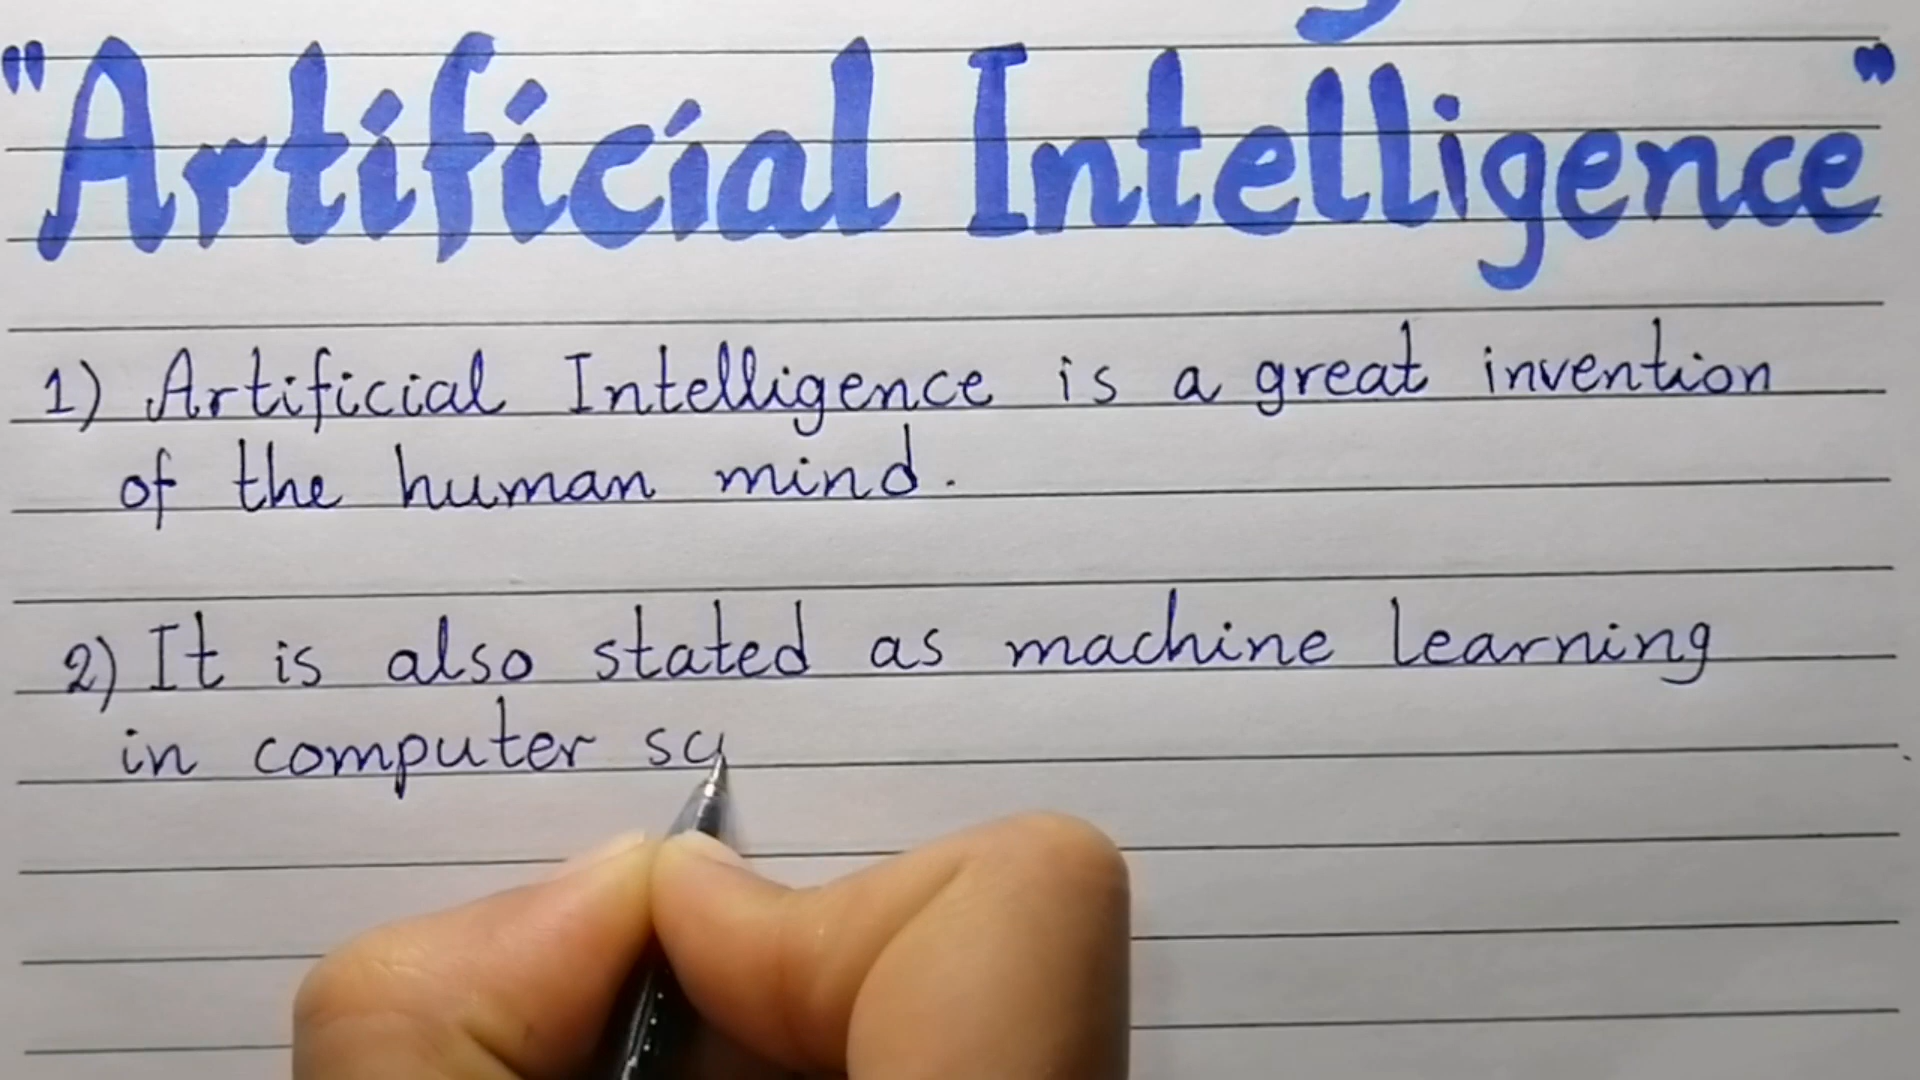 "Artificial Intelligence"
1) Artificial Intelligence is a great invention
of the human mind.
2) It is also stated as machine learning
in computer